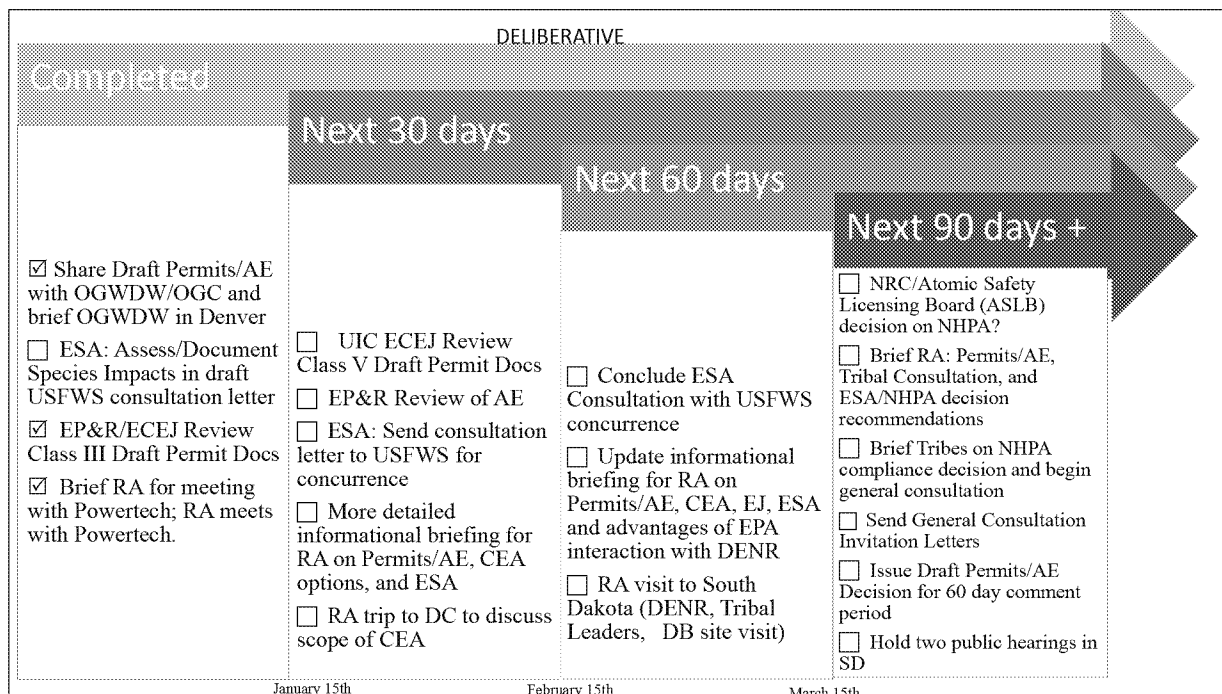 DELIBERATIVE
Completed
Next 30 days
Next 60 days
Next 90 days +
☑ Share Draft Permits/AE
with OGWDW/OGC and
brief OGWDW in Denver
☐ ESA: Assess/Document
Species Impacts in draft
USFWS consultation letter
☑ EP&R/ECEJ Review
Class III Draft Permit Docs
☑ Brief RA for meeting
with Powertech; RA meets
with Powertech.
☐ UIC ECEJ Review
Class V Draft Permit Docs
☐ EP&R Review of AE
☐ ESA: Send consultation
letter to USFWS for
concurrence
☐ More detailed
informational briefing for
RA on Permits/AE, CEA
options, and ESA
☐ RA trip to DC to discuss
scope of CEA
☐ Conclude ESA
Consultation with USFWS
concurrence
☐ Update informational
briefing for RA on
Permits/AE, CEA, EJ, ESA
and advantages of EPA
interaction with DENR
☐ RA visit to South
Dakota (DENR, Tribal
Leaders, DB site visit)
☐ NRC/Atomic Safety
Licensing Board (ASLB)
decision on NHPA?
☐ Brief RA: Permits/AE,
Tribal Consultation, and
ESA/NHPA decision
recommendations
☐ Brief Tribes on NHPA
compliance decision and begin
general consultation
☐ Send General Consultation
Invitation Letters
☐ Issue Draft Permits/AE
Decision for 60 day comment
period
☐ Hold two public hearings in
SD
January 15th
February 15th
March 15th